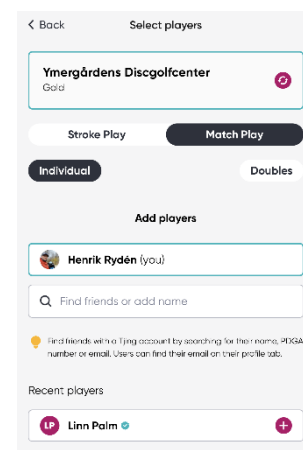 Back Select players
Ymergårdens Discgolfcenter
Gold
Stroke Play Match Play
Individual Doubles
Add players
Henrik Rydén (you)
Find friends or add name
Find friends with a Tjing account by searching for their name, PDGA
number or email. Users can find their email on their profile tab.
Recent players
LP Linn Palm